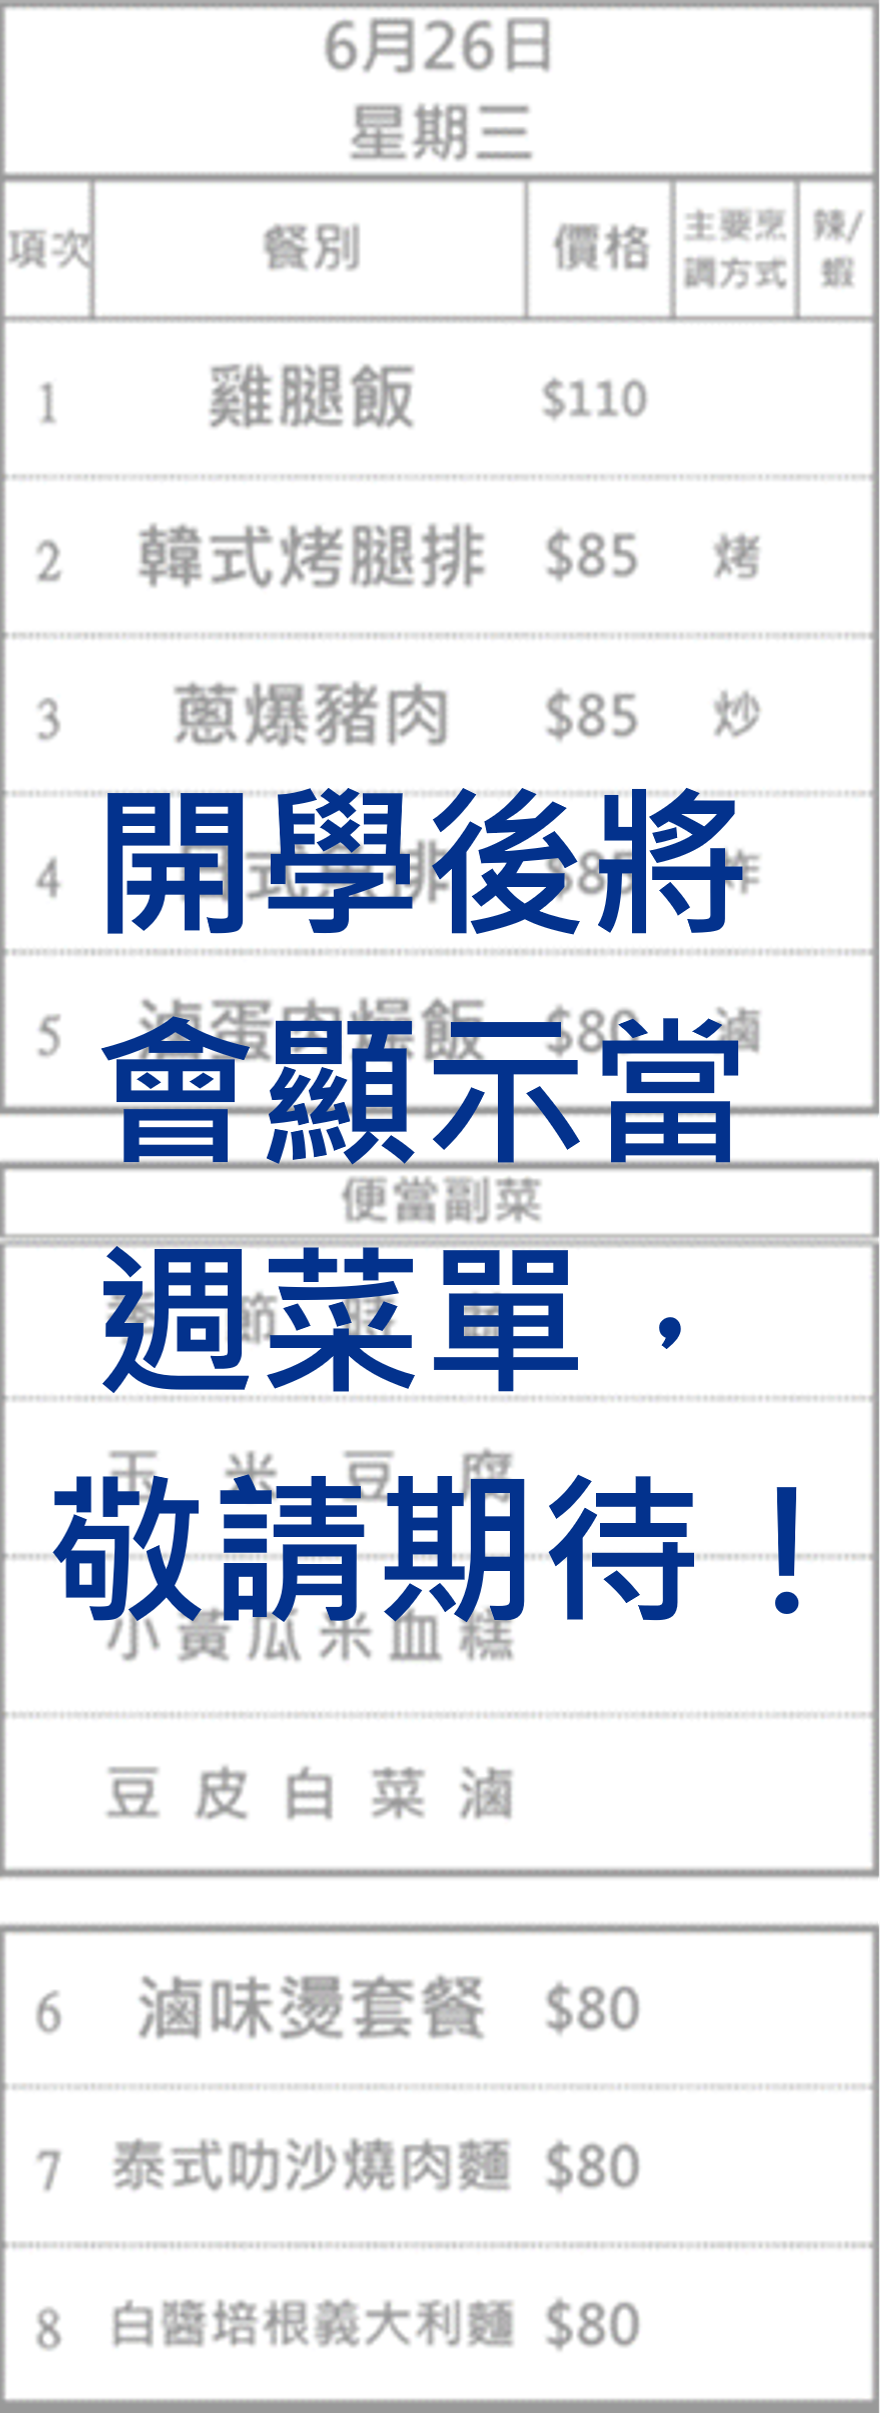 6月26日
星期三
項次 餐別 價格 主要烹調方式 辣/蝦
1 雞腿飯 $110
2 韓式烤腿排 $85 烤
3 蔥爆豬肉 $85 炒
開學後將
4 式 排 $85 炸
5 滷蛋肉燥飯 $80 滷
會顯示當
便當副菜
週菜單，
節
玉米豆腐
敬請期待！
小黃瓜米血糕
豆皮白菜滷
6 滷味燙套餐 $80
7 泰式叻沙燒肉麵 $80
8 白醬培根義大利麵 $80